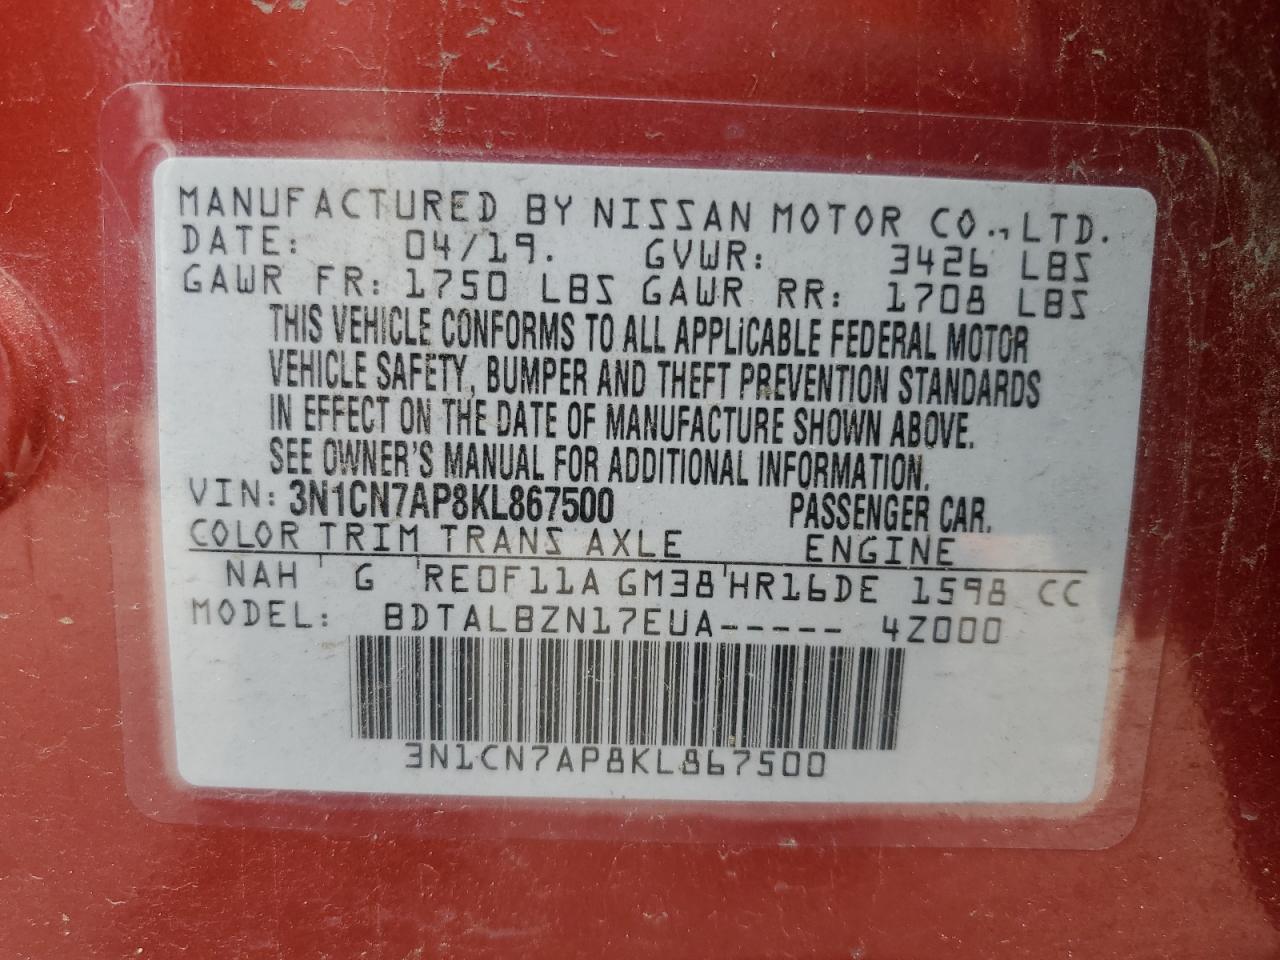 MANUFACTURED BY NISSAN MOTOR CO., LTD.
DATE: 04/19. GVWR: 3426 LBS
GAWR FR: 1750 LBS GAWR RR: 1708 LBS
THIS VEHICLE CONFORMS TO ALL APPLICABLE FEDERAL MOTOR
VEHICLE SAFETY, BUMPER AND THEFT PREVENTION STANDARDS
IN EFFECT ON THE DATE OF MANUFACTURE SHOWN ABOVE.
SEE OWNER'S MANUAL FOR ADDITIONAL INFORMATION.
VIN: 3N1CN7AP8KL867500 PASSENGER CAR.
COLOR TRIM TRANS AXLE ENGINE
NAH G RE0F11A GM38 HR16DE 1598 CC
MODEL: BDTALBZN17EUA----- 4Z000
3N1CN7AP8KL867500